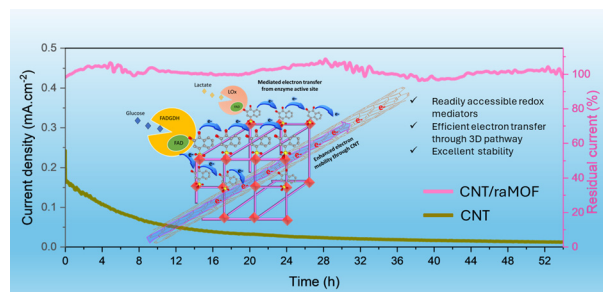 0.5
0.4
0.3
0.2
0.1
0.0
Current density (mA.cm⁻²)
0
4
8
12
16
20
24
28
32
36
40
44
48
52
Time (h)
100
80
60
40
20
0
Residual current (%)
Glucose
FADGDH
FAD
Lactate
LOx
Mediated electron transfer
from enzyme active site
Enhanced electron
mobility through CNT
✓ Readily accessible redox
mediators
✓ Efficient electron transfer
through 3D pathway
✓ Excellent stability
CNT/raMOF
CNT